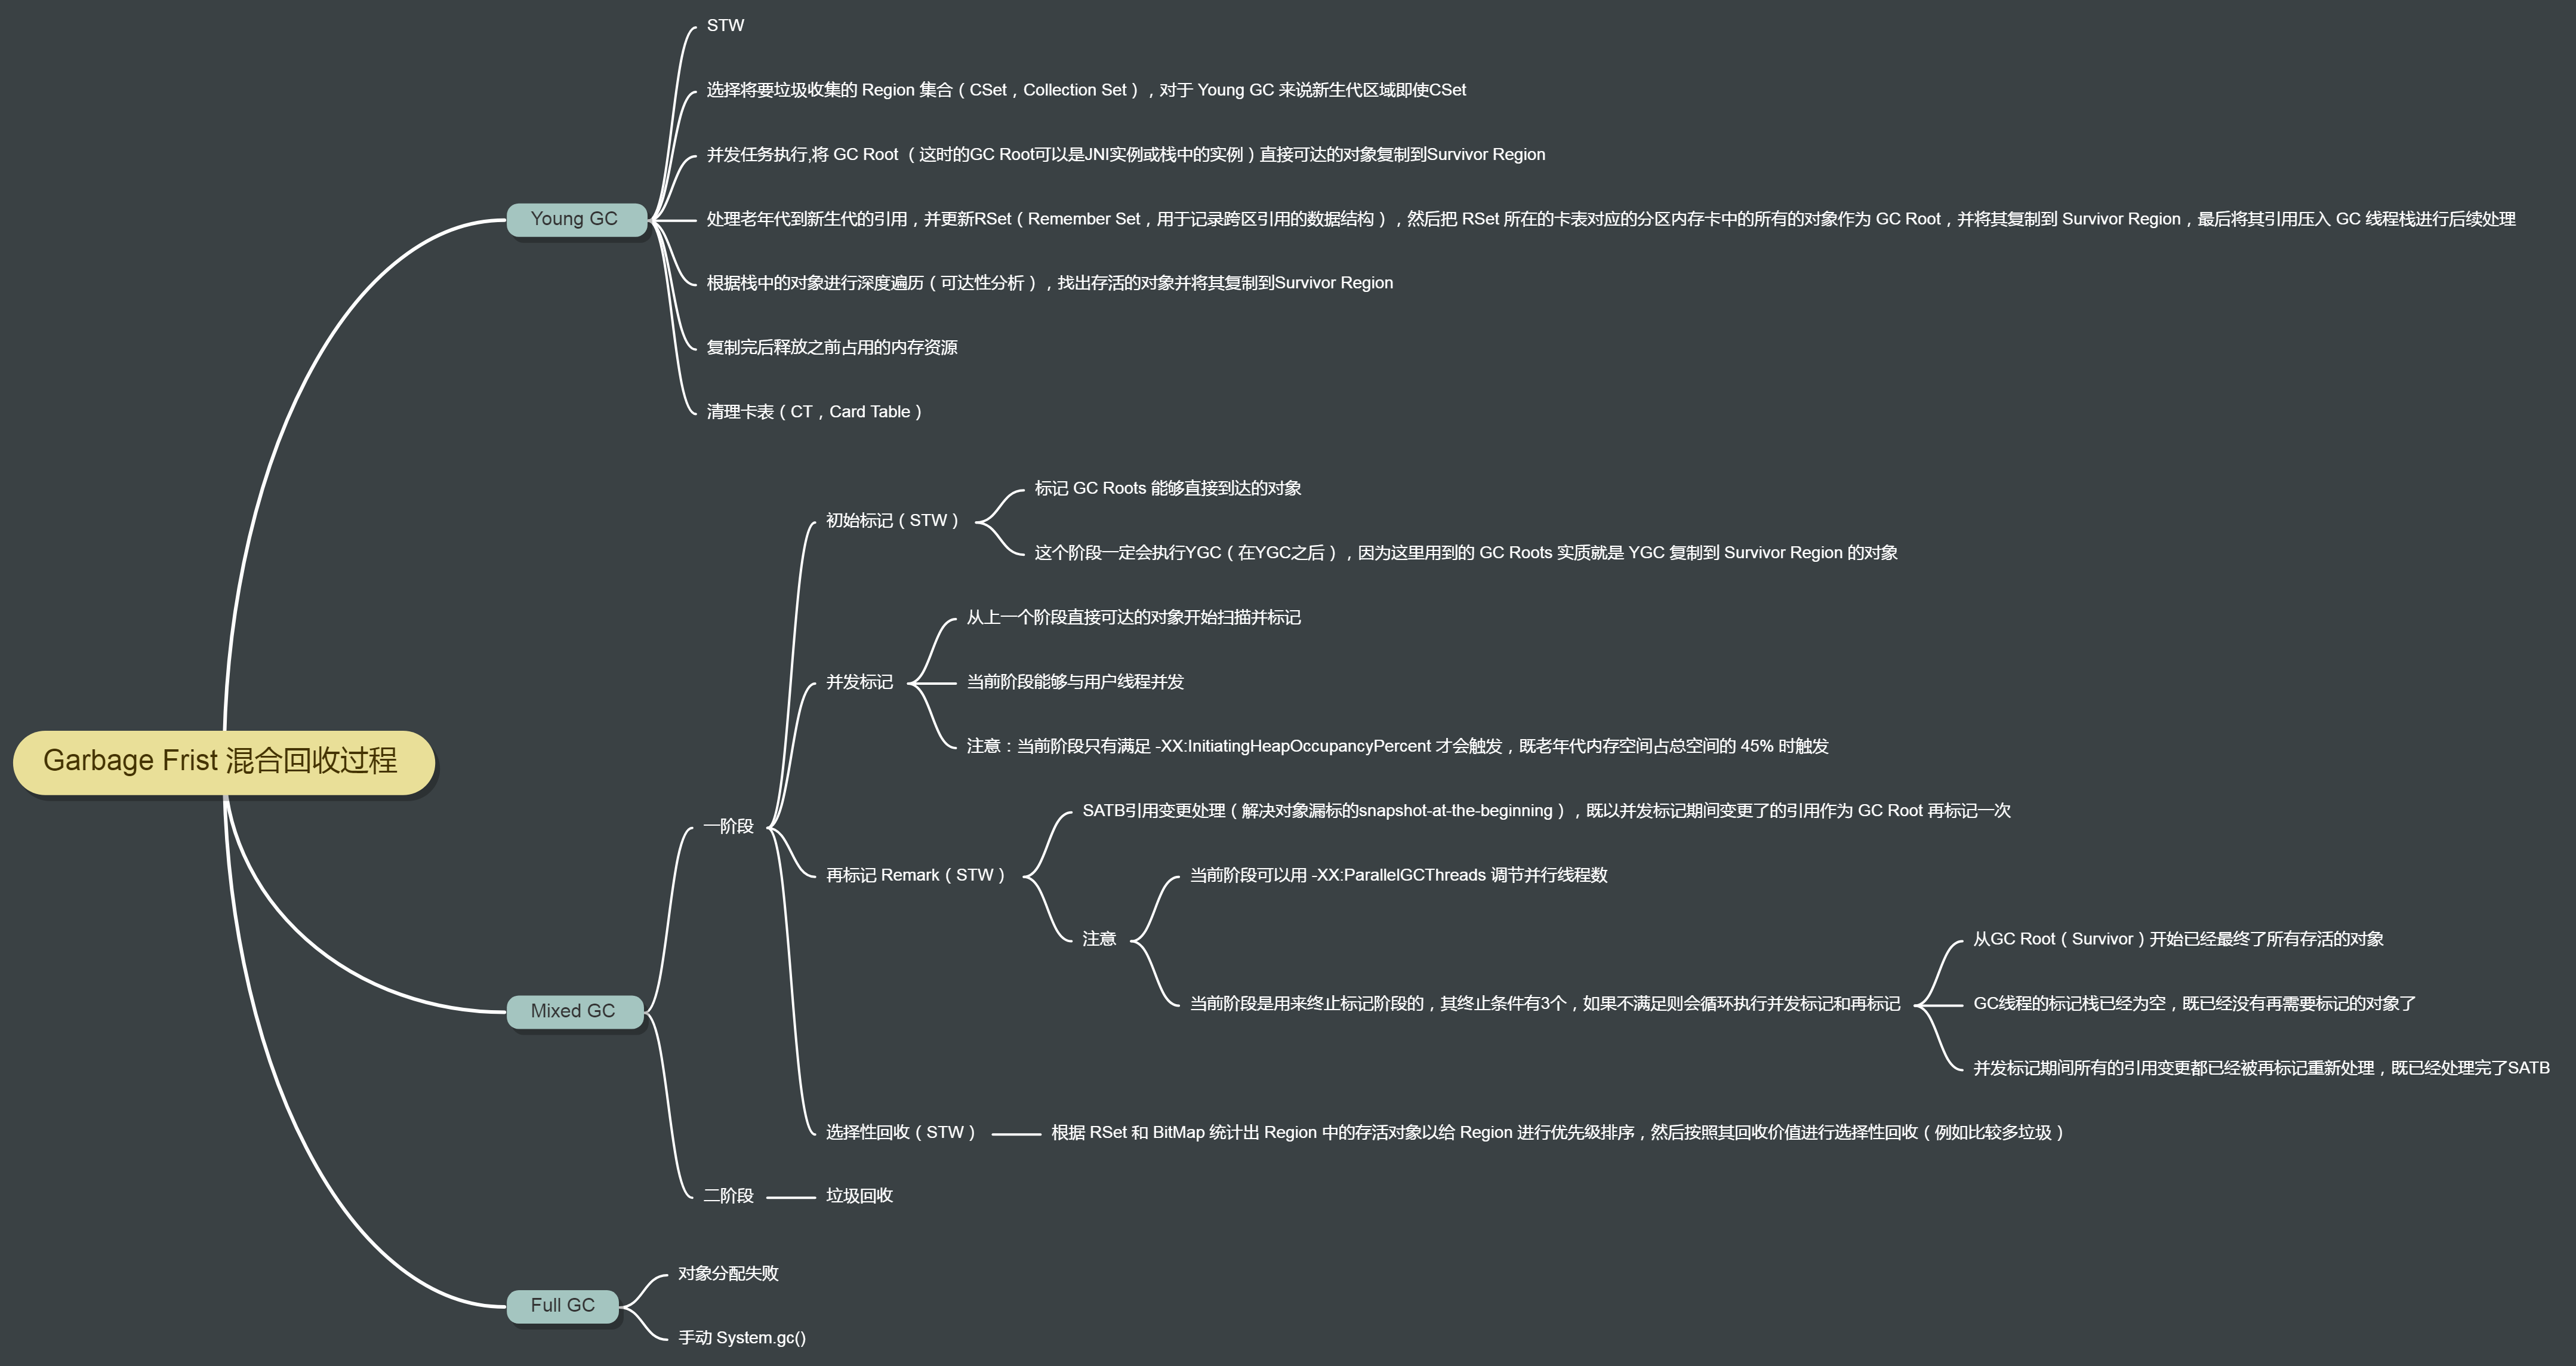 Garbage Frist 混合回收过程
Young GC
STW
选择将要垃圾收集的 Region 集合（CSet，Collection Set），对于 Young GC 来说新生代区域即使CSet
并发任务执行,将 GC Root （这时的GC Root可以是JNI实例或栈中的实例）直接可达的对象复制到Survivor Region
处理老年代到新生代的引用，并更新RSet（Remember Set，用于记录跨区引用的数据结构），然后把 RSet 所在的卡表对应的分区内存卡中的所有的对象作为 GC Root，并将其复制到 Survivor Region，最后将其引用压入 GC 线程栈进行后续处理
根据栈中的对象进行深度遍历（可达性分析），找出存活的对象并将其复制到Survivor Region
复制完后释放之前占用的内存资源
清理卡表（CT，Card Table）
Mixed GC
一阶段
初始标记（STW）
标记 GC Roots 能够直接到达的对象
这个阶段一定会执行YGC（在YGC之后），因为这里用到的 GC Roots 实质就是 YGC 复制到 Survivor Region 的对象
并发标记
从上一个阶段直接可达的对象开始扫描并标记
当前阶段能够与用户线程并发
注意：当前阶段只有满足 -XX:InitiatingHeapOccupancyPercent 才会触发，既老年代内存空间占总空间的 45% 时触发
再标记 Remark（STW）
SATB引用变更处理（解决对象漏标的snapshot-at-the-beginning），既以并发标记期间变更了的引用作为 GC Root 再标记一次
注意
当前阶段可以用 -XX:ParallelGCThreads 调节并行线程数
当前阶段是用来终止标记阶段的，其终止条件有3个，如果不满足则会循环执行并发标记和再标记
从GC Root（Survivor）开始已经最终了所有存活的对象
GC线程的标记栈已经为空，既已经没有再需要标记的对象了
并发标记期间所有的引用变更都已经被再标记重新处理，既已经处理完了SATB
选择性回收（STW）
根据 RSet 和 BitMap 统计出 Region 中的存活对象以给 Region 进行优先级排序，然后按照其回收价值进行选择性回收（例如比较多垃圾）
二阶段
垃圾回收
Full GC
对象分配失败
手动 System.gc()